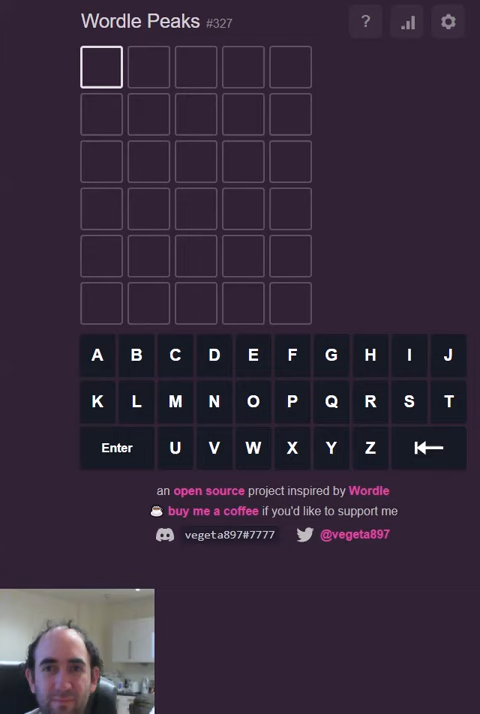 Wordle Peaks #327
?
A B C D E F G H I J
K L M N O P Q R S T
Enter U V W X Y Z
an open source project inspired by Wordle
buy me a coffee if you'd like to support me
vegeta897#7777 @vegeta897